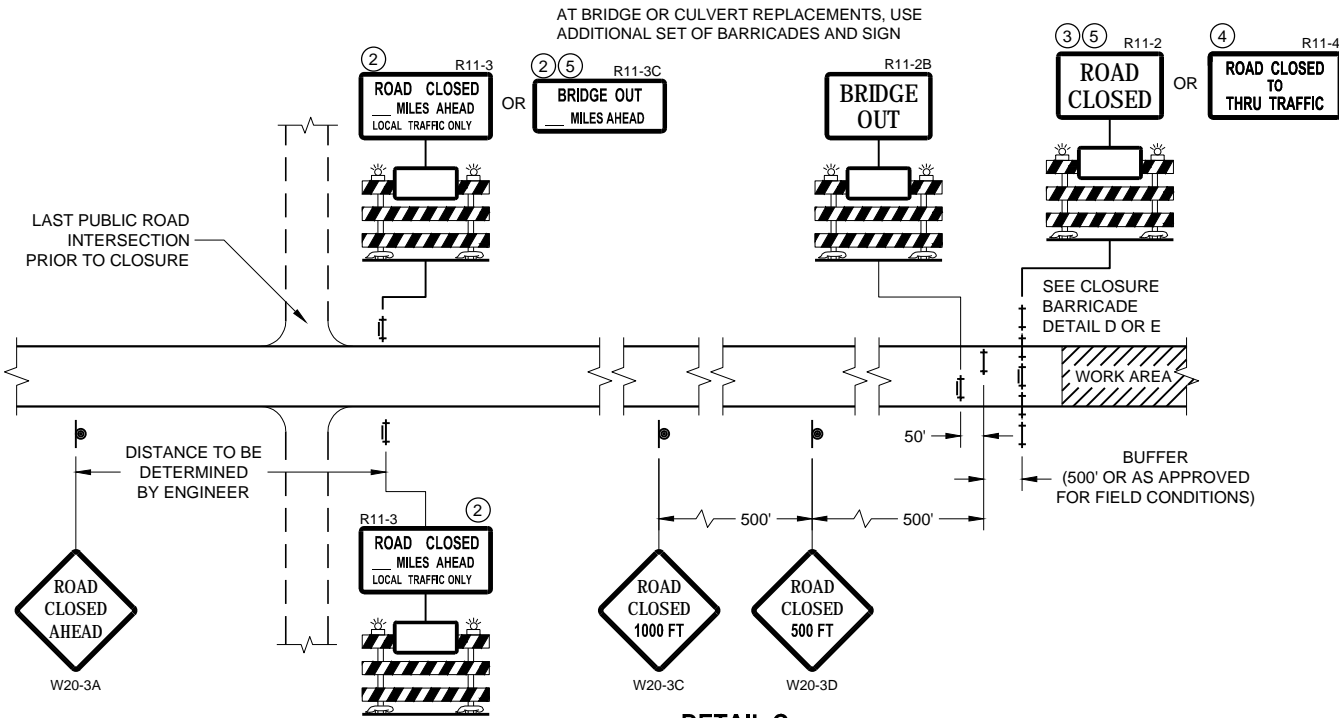 AT BRIDGE OR CULVERT REPLACEMENTS, USE
ADDITIONAL SET OF BARRICADES AND SIGN
2
R11-3
ROAD CLOSED
___ MILES AHEAD
LOCAL TRAFFIC ONLY
OR
2 5
R11-3C
BRIDGE OUT
___ MILES AHEAD
R11-2B
BRIDGE
OUT
3 5
R11-2
ROAD
CLOSED
OR
4
R11-4
ROAD CLOSED
TO
THRU TRAFFIC
LAST PUBLIC ROAD
INTERSECTION
PRIOR TO CLOSURE
SEE CLOSURE
BARRICADE
DETAIL D OR E
WORK AREA
DISTANCE TO BE
DETERMINED
BY ENGINEER
50'
BUFFER
(500' OR AS APPROVED
FOR FIELD CONDITIONS)
500'
500'
R11-3
2
ROAD CLOSED
___ MILES AHEAD
LOCAL TRAFFIC ONLY
ROAD
CLOSED
AHEAD
W20-3A
ROAD
CLOSED
1000 FT
W20-3C
ROAD
CLOSED
500 FT
W20-3D